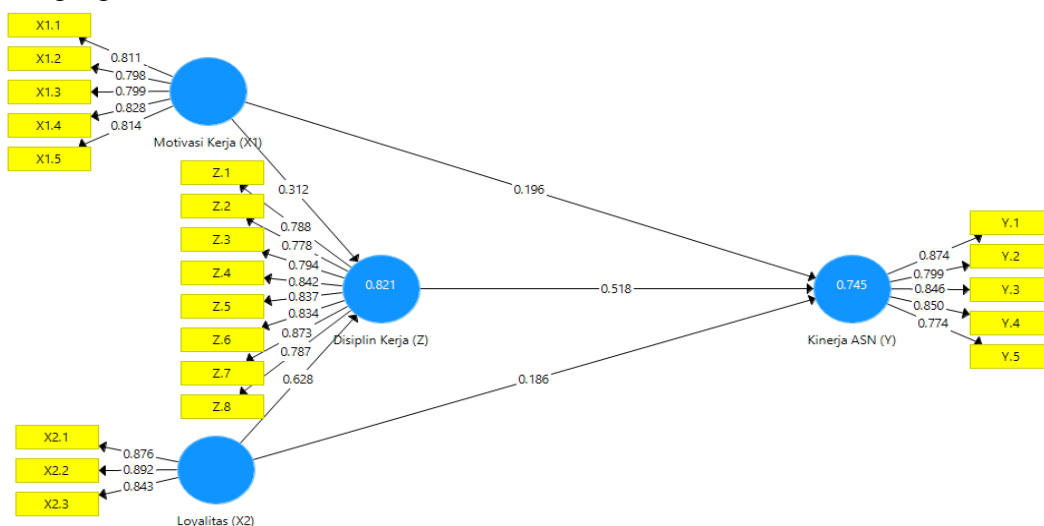 X1.1
X1.2
X1.3
X1.4
X1.5
0.811
0.798
0.799
0.828
0.814
Motivasi Kerja (X1)
0.312
0.196
Z.1
Z.2
Z.3
Z.4
Z.5
Z.6
Z.7
Z.8
0.788
0.778
0.794
0.842
0.837
0.834
0.873
0.787
0.821
Disiplin Kerja (Z)
0.518
0.628
0.186
0.745
Kinerja ASN (Y)
0.874
0.799
0.846
0.850
0.774
Y.1
Y.2
Y.3
Y.4
Y.5
X2.1
X2.2
X2.3
0.876
0.892
0.843
Loyalitas (X2)